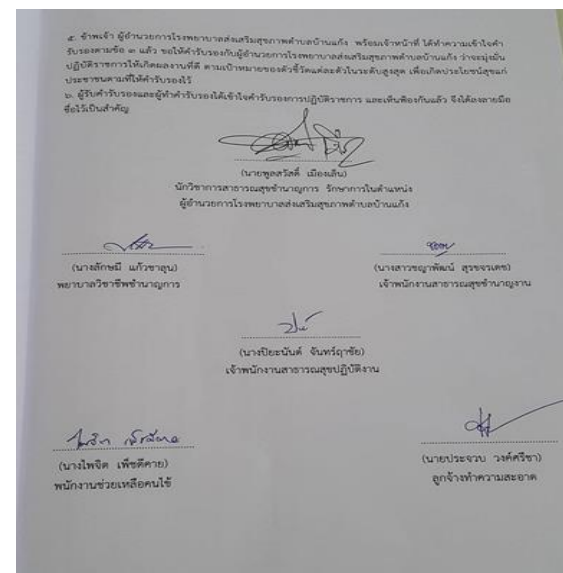 ๕. ข้าพเจ้า ผู้อำนวยการโรงพยาบาลส่งเสริมสุขภาพตำบลบ้านแก้ง พร้อมเจ้าหน้าที่ ได้ทำความเข้าใจคำ
รับรองตามข้อ ๓ แล้ว ขอให้คำรับรองกับผู้อำนวยการโรงพยาบาลส่งเสริมสุขภาพตำบลบ้านแก้ง ว่าจะมุ่งมั่น
ปฏิบัติราชการให้เกิดผลงานที่ดี ตามเป้าหมายของตัวชี้วัดแต่ละตัวในระดับสูงสุด เพื่อเกิดประโยชน์สุขแก่
ประชาชนตามที่ให้คำรับรองไว้
๖. ผู้รับคำรับรองและผู้ทำคำรับรองได้เข้าใจคำรับรองการปฏิบัติราชการ และเห็นพ้องกันแล้ว จึงได้ลงลายมือ
ชื่อไว้เป็นสำคัญ
(นายพูลสวัสดิ์ เมืองเส็น)
นักวิชาการสาธารณสุขชำนาญการ รักษาการในตำแหน่ง
ผู้อำนวยการโรงพยาบาลส่งเสริมสุขภาพตำบลบ้านแก้ง
(นางลักษมี แก้วชาลุน)
พยาบาลวิชาชีพชำนาญการ
(นางสาวชญาพัฒน์ สุรขจรเดช)
เจ้าพนักงานสาธารณสุขชำนาญงาน
(นางปิยะนันต์ จันทร์ฤาชัย)
เจ้าพนักงานสาธารณสุขปฏิบัติงาน
(นางไพจิต เพ็ชดีคาย)
พนักงานช่วยเหลือคนไข้
(นายประจวบ วงค์ศรีชา)
ลูกจ้างทำความสะอาด